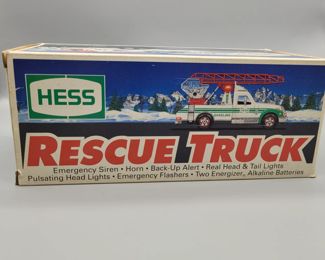 HESS
RESCUE TRUCK
Emergency Siren • Horn • Back-Up Alert • Real Head & Tail Lights
Pulsating Head Lights • Emergency Flashers • Two Energizer® Alkaline Batteries